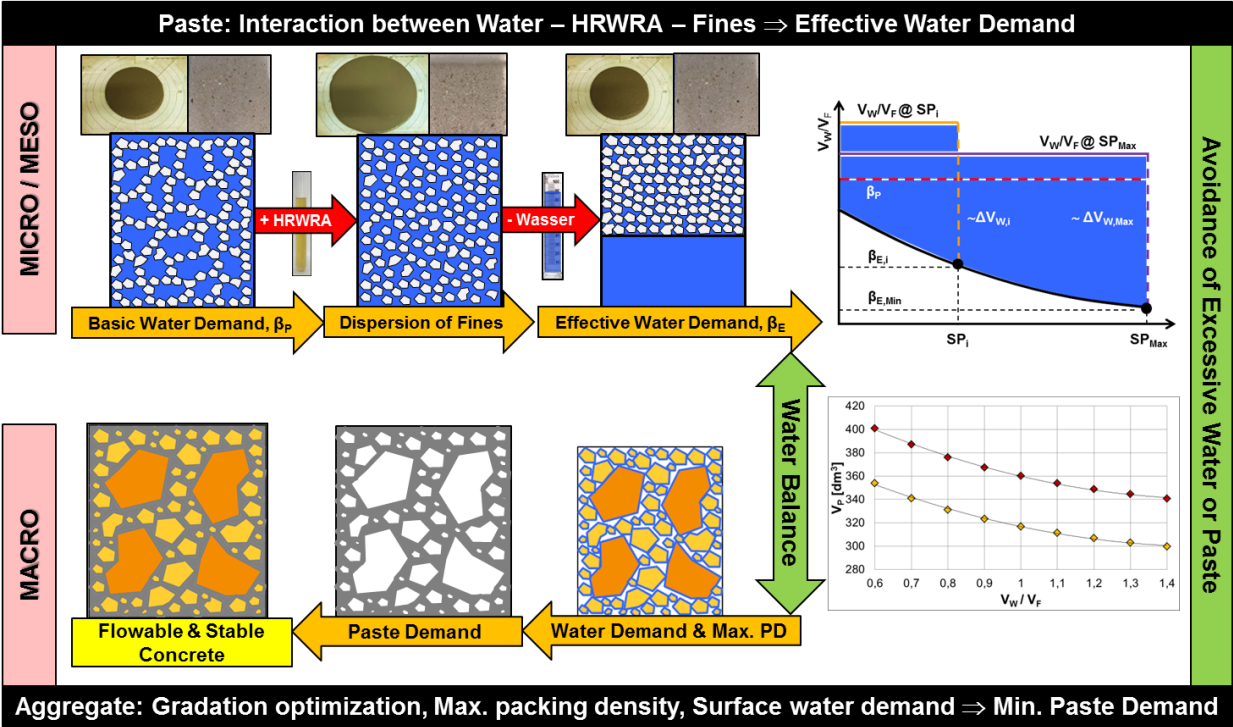 Paste: Interaction between Water – HRWRA – Fines ⇒ Effective Water Demand
MICRO / MESO
+ HRWRA
- Wasser
Basic Water Demand, βP
Dispersion of Fines
Effective Water Demand, βE
VW/VF
VW/VF @ SPi
VW/VF @ SPMax
βP
~ΔVW,i
~ ΔVW,Max
βE,i
βE,Min
SPi
SPMax
Avoidance of Excessive Water or Paste
Water Balance
MACRO
Flowable & Stable
Concrete
Paste Demand
Water Demand & Max. PD
VP [dm³]
420
400
380
360
340
320
300
280
0,6 0,7 0,8 0,9 1 1,1 1,2 1,3 1,4
VW / VF
Aggregate: Gradation optimization, Max. packing density, Surface water demand ⇒ Min. Paste Demand